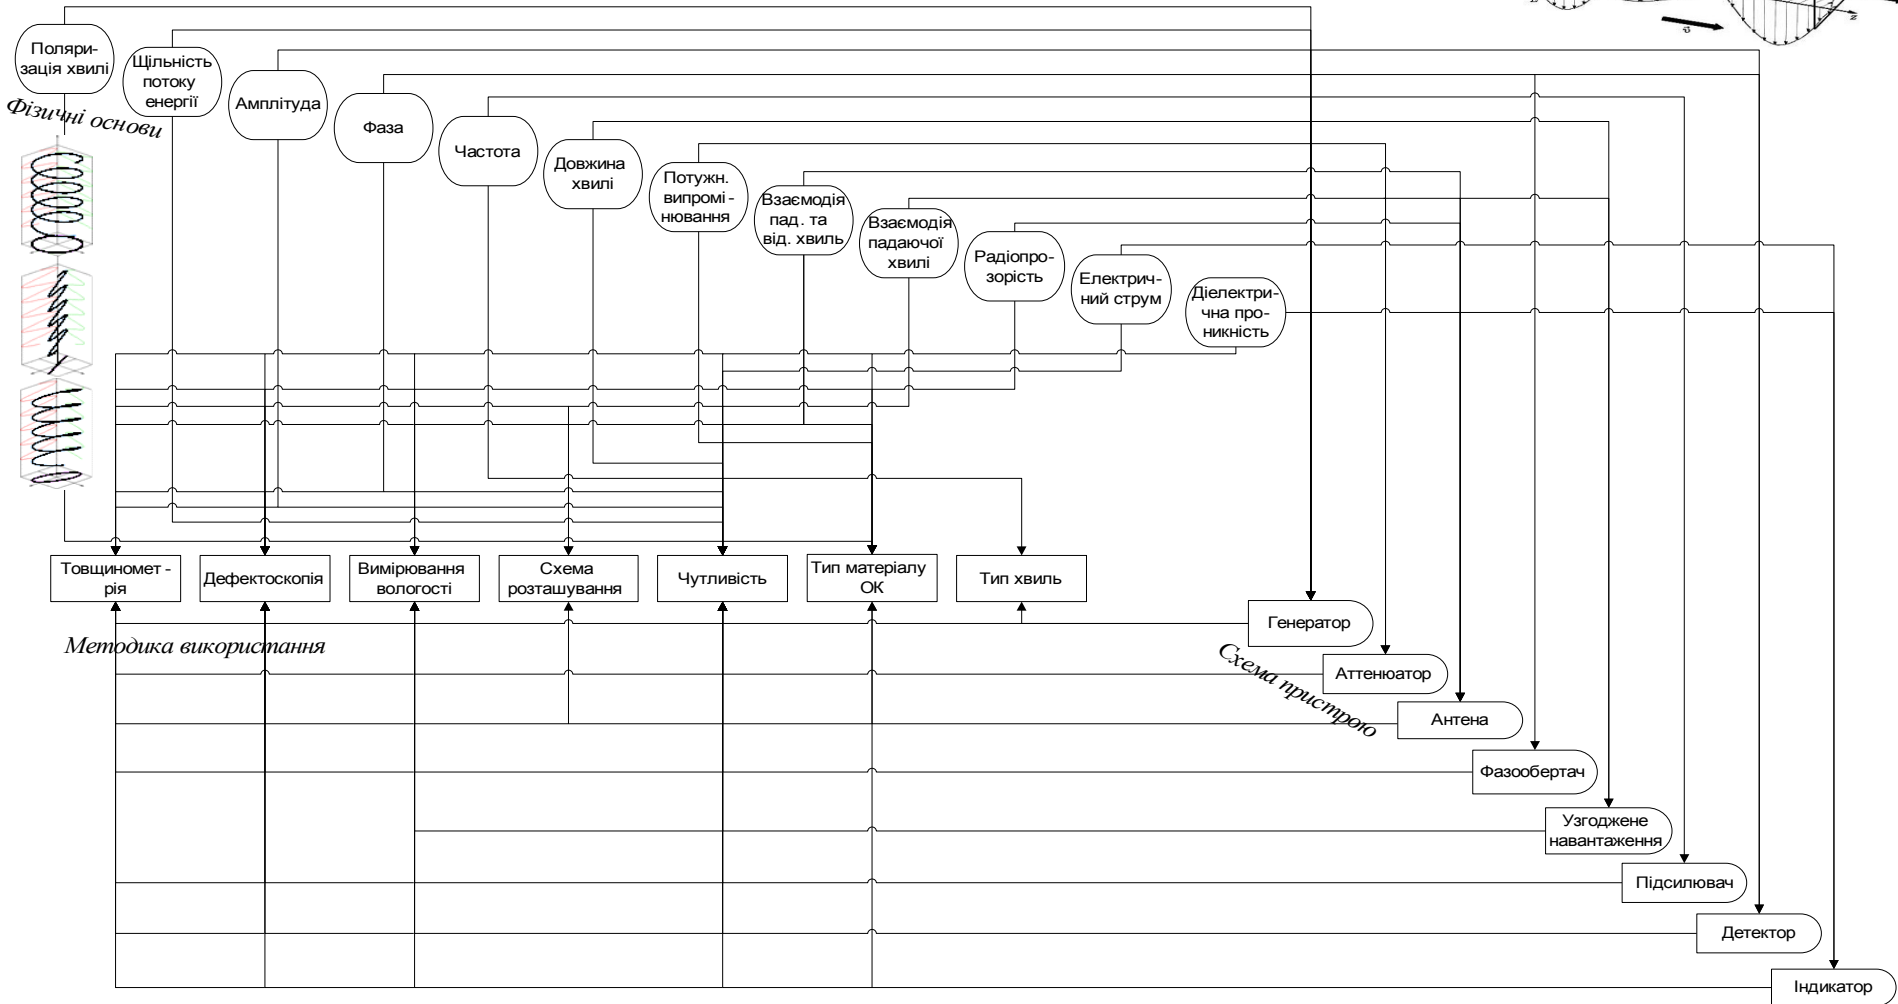 Поляри-
зація хвилі
Щільність
потоку
енергії
Амплітуда
Фаза
Частота
Довжина
хвилі
Потужн.
випромі -
нювання
Взаємодія
пад. та
від. хвиль
Взаємодія
падаючої
хвилі
Радіопро-
зорість
Електрич-
ний струм
Діелектри-
чна про-
никність
Фізичні основи
Товщиномет -
рія
Дефектоскопія
Вимірювання
вологості
Схема
розташування
Чутливість
Тип матеріалу
ОК
Тип хвиль
Методика використання
Схема пристрою
Генератор
Аттенюатор
Антена
Фазообертач
Узгоджене
навантаження
Підсилювач
Детектор
Індикатор